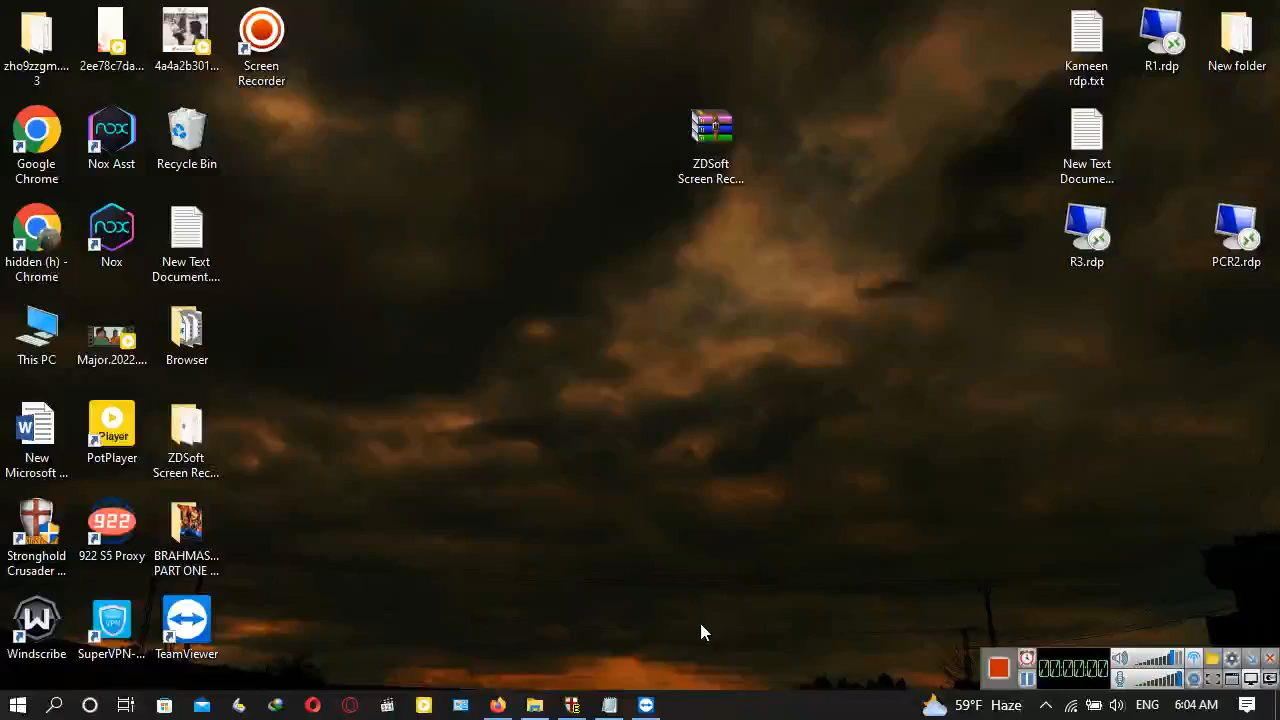 zho9zzgm....
3
2ee78c7da...
4a4a2b301...
Screen
Recorder
Kameen
rdp.txt
R1.rdp
New folder
Google
Chrome
Nox Asst
Recycle Bin
ZDSoft
Screen Rec...
New Text
Docume...
hidden (h) -
Chrome
Nox
New Text
Document....
R3.rdp
PCR2.rdp
This PC
Major.2022....
Browser
New
Microsoft ...
Player
PotPlayer
ZDSoft
Screen Rec...
Stronghold
Crusader ...
922
922 S5 Proxy
BRAHMAS...
PART ONE ...
Windscribe
VPN
SuperVPN-...
TeamViewer
59°F Haze
ENG
6:04 AM